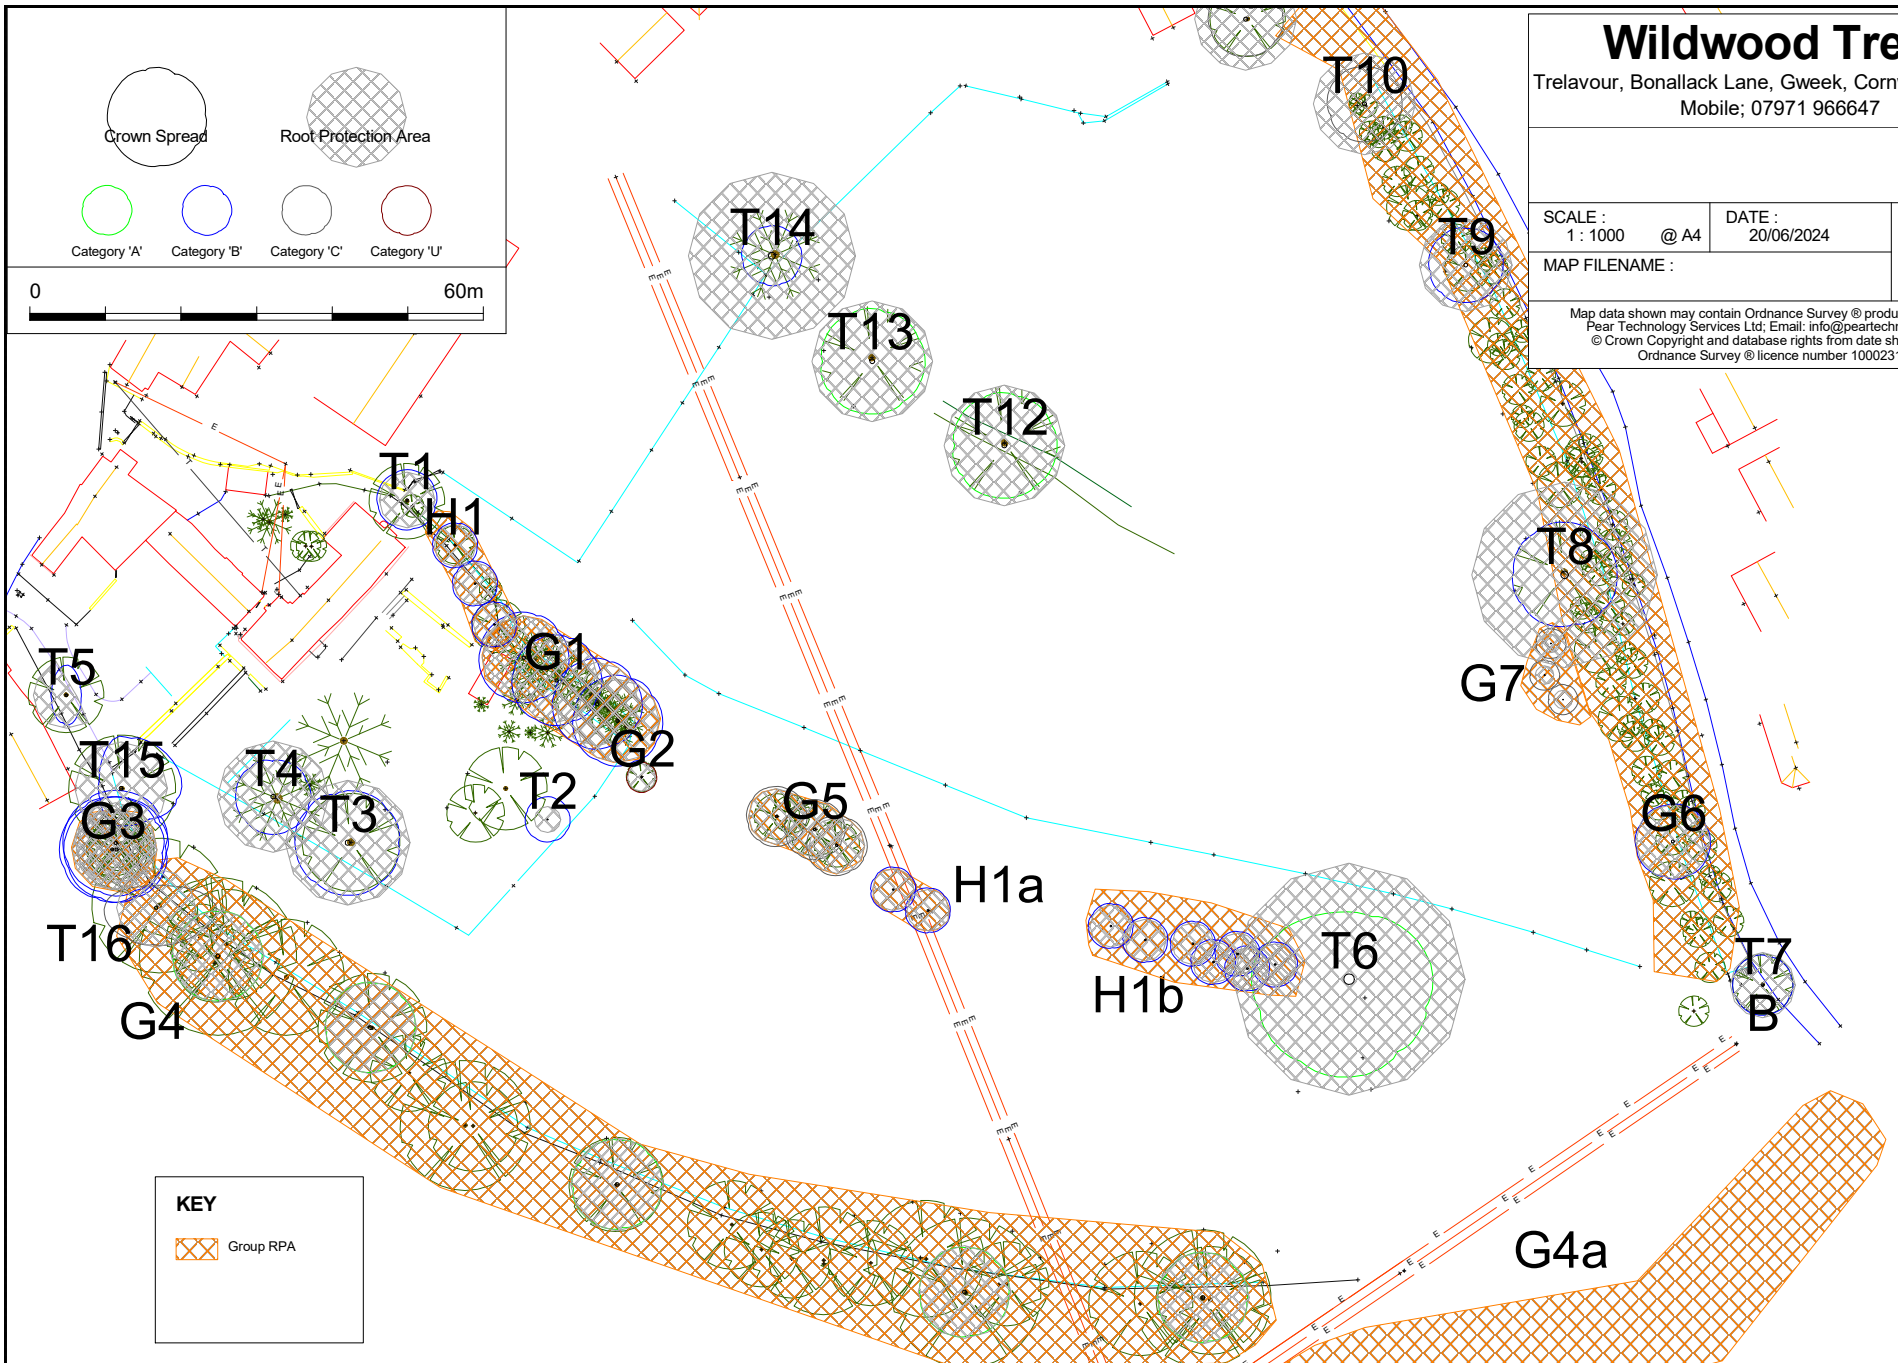 Crown Spread
Root Protection Area
Category 'A'
Category 'B'
Category 'C'
Category 'U'
0
60m
Wildwood Tre
Trelavour, Bonallack Lane, Gweek, Corn
Mobile; 07971 966647
SCALE :
1 : 1000 @ A4
DATE :
20/06/2024
MAP FILENAME :
Map data shown may contain Ordnance Survey ® produ
Pear Technology Services Ltd; Email: info@peartech
© Crown Copyright and database rights from date sh
Ordnance Survey ® licence number 1000231
T10
T14
T9
T13
T12
T1
H1
T8
G1
T5
G7
G2
T15
T4
T2
T3
G5
G3
G6
H1a
T16
T6
T7
H1b
B
G4
G4a
KEY
Group RPA